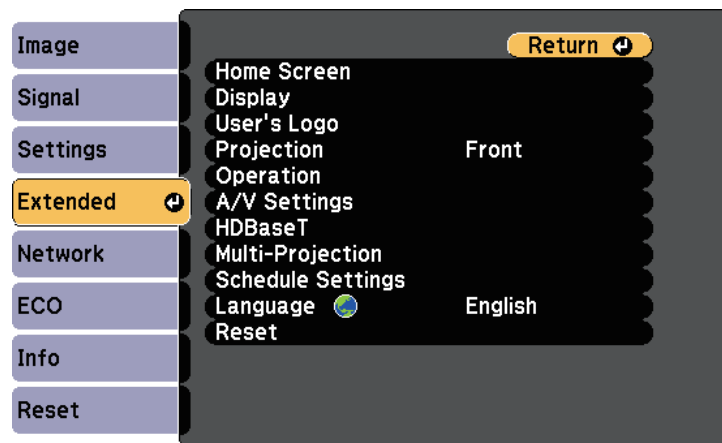 Image
Signal
Settings
Extended
Network
ECO
Info
Reset
Return
Home Screen
Display
User's Logo
Projection Front
Operation
A/V Settings
HDBaseT
Multi-Projection
Schedule Settings
Language English
Reset